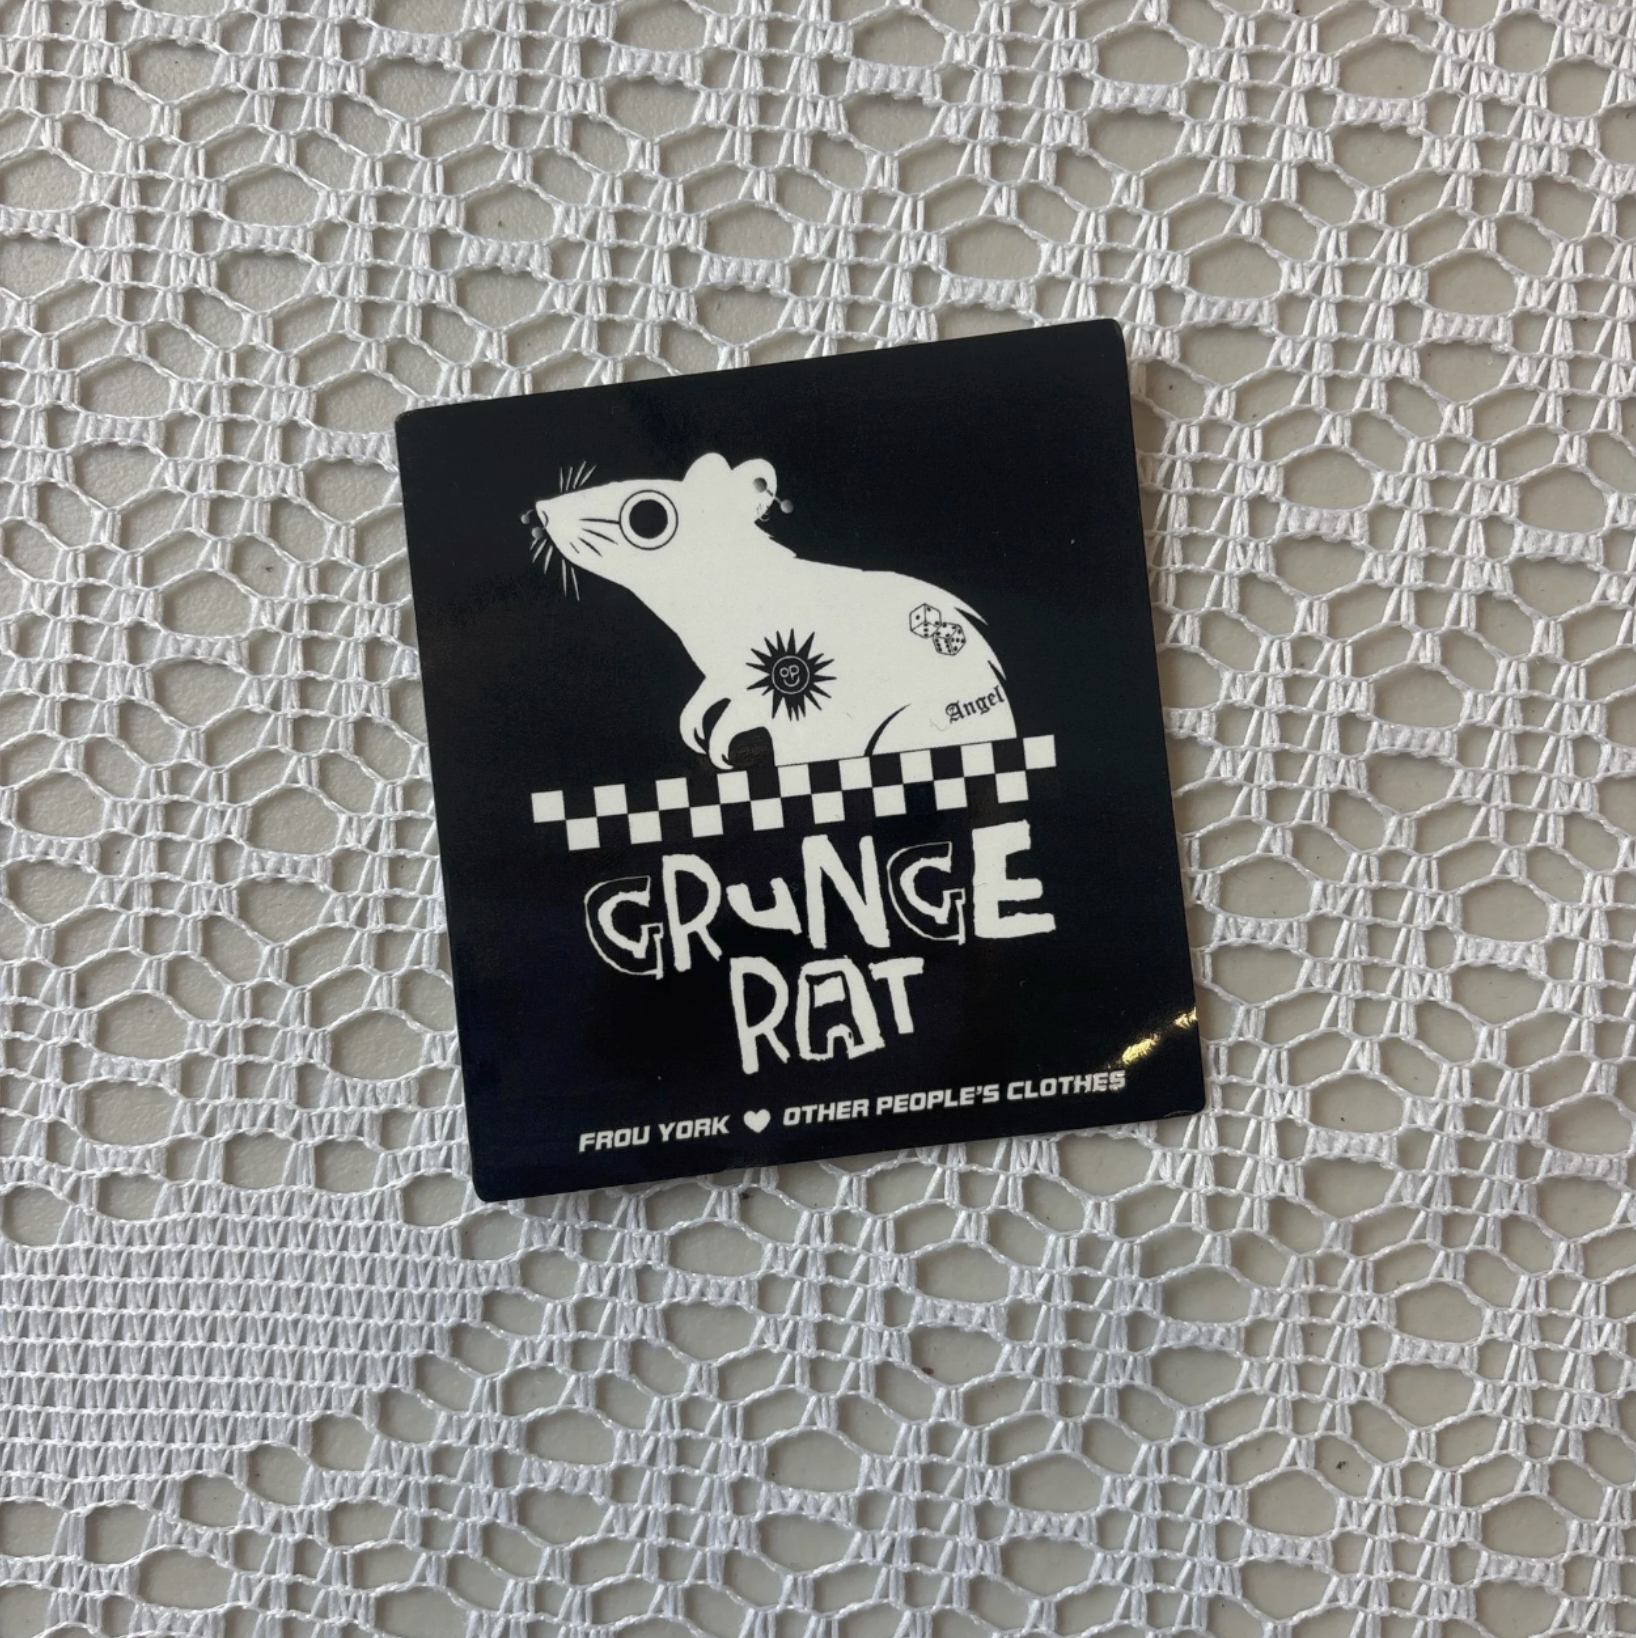 Angel
GRuNGE
RAT
FROU YORK ♥ OTHER PEOPLE'S CLOTHES